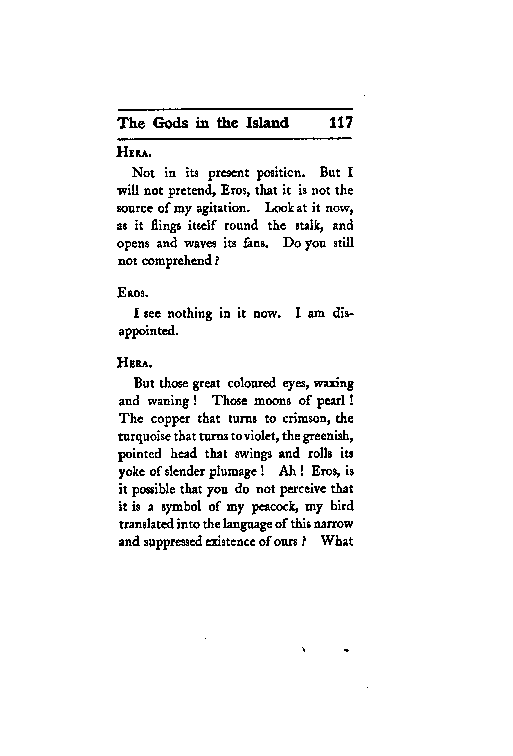 The Gods in the Island 117
Hera.
Not in its present position. But I
will not pretend, Eros, that it is not the
source of my agitation. Look at it now,
as it flings itself round the stalk, and
opens and waves its fans. Do you still
not comprehend?
Eros.
I see nothing in it now. I am dis-
appointed.
Hera.
But those great coloured eyes, waxing
and waning! Those moons of pearl!
The copper that turns to crimson, the
turquoise that turns to violet, the greenish,
pointed head that swings and rolls its
yoke of slender plumage! Ah! Eros, is
it possible that you do not perceive that
it is a symbol of my peacock, my bird
translated into the language of this narrow
and suppressed existence of ours? What